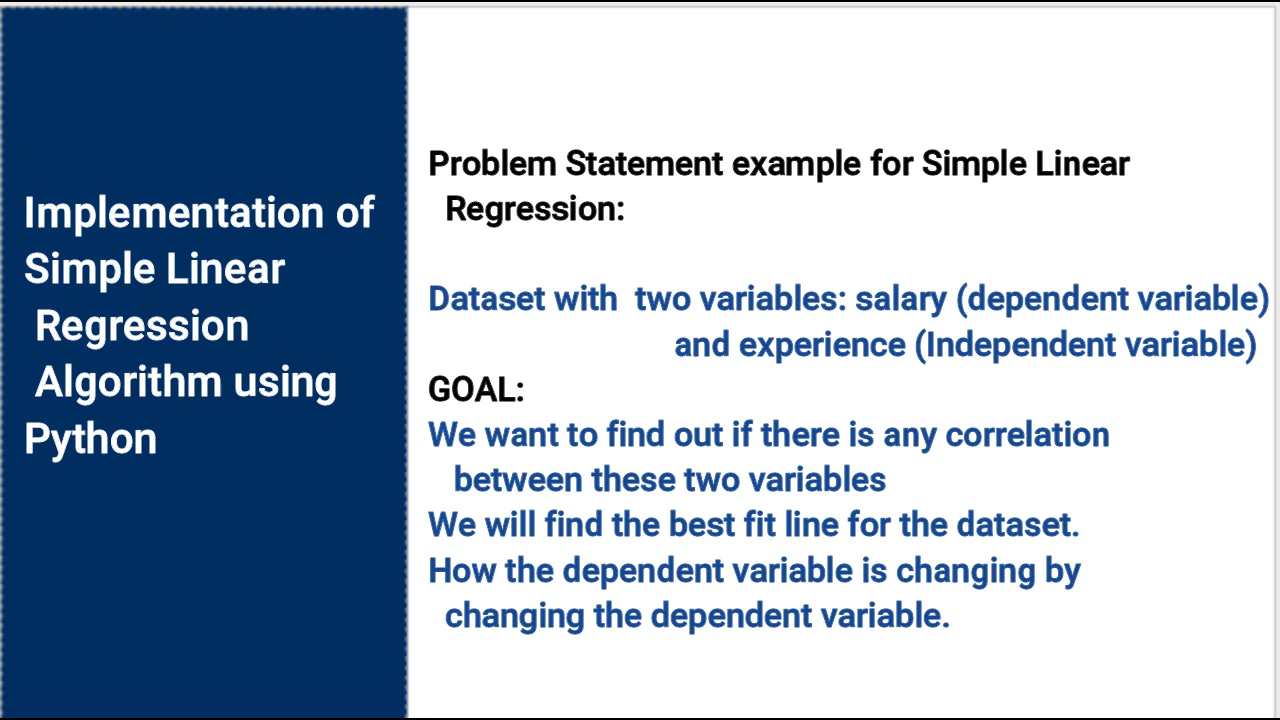 Implementation of
Simple Linear
Regression
Algorithm using
Python
Problem Statement example for Simple Linear
Regression:
Dataset with two variables: salary (dependent variable)
and experience (Independent variable)
GOAL:
We want to find out if there is any correlation
between these two variables
We will find the best fit line for the dataset.
How the dependent variable is changing by
changing the dependent variable.